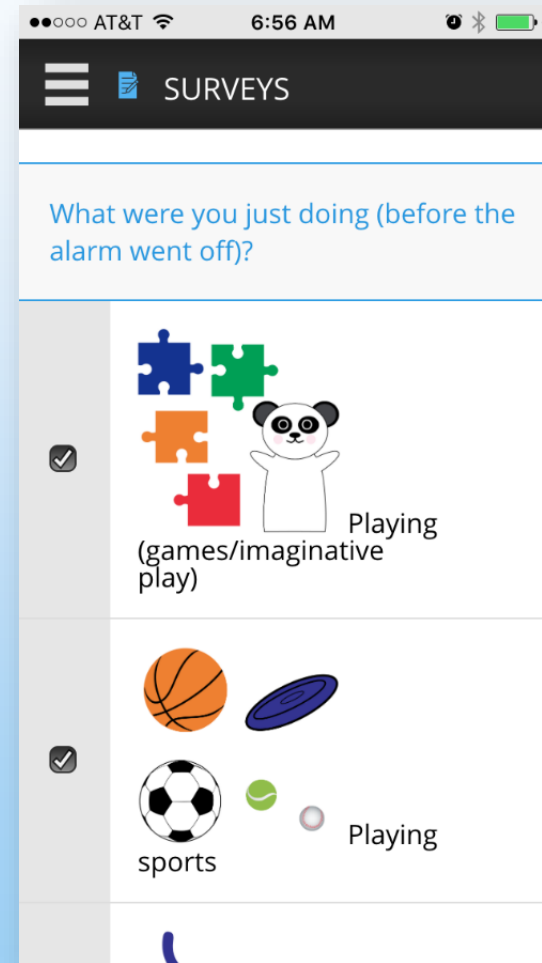 AT&T 6:56 AM
SURVEYS
What were you just doing (before the
alarm went off)?
Playing
(games/imaginative
play)
Playing
sports